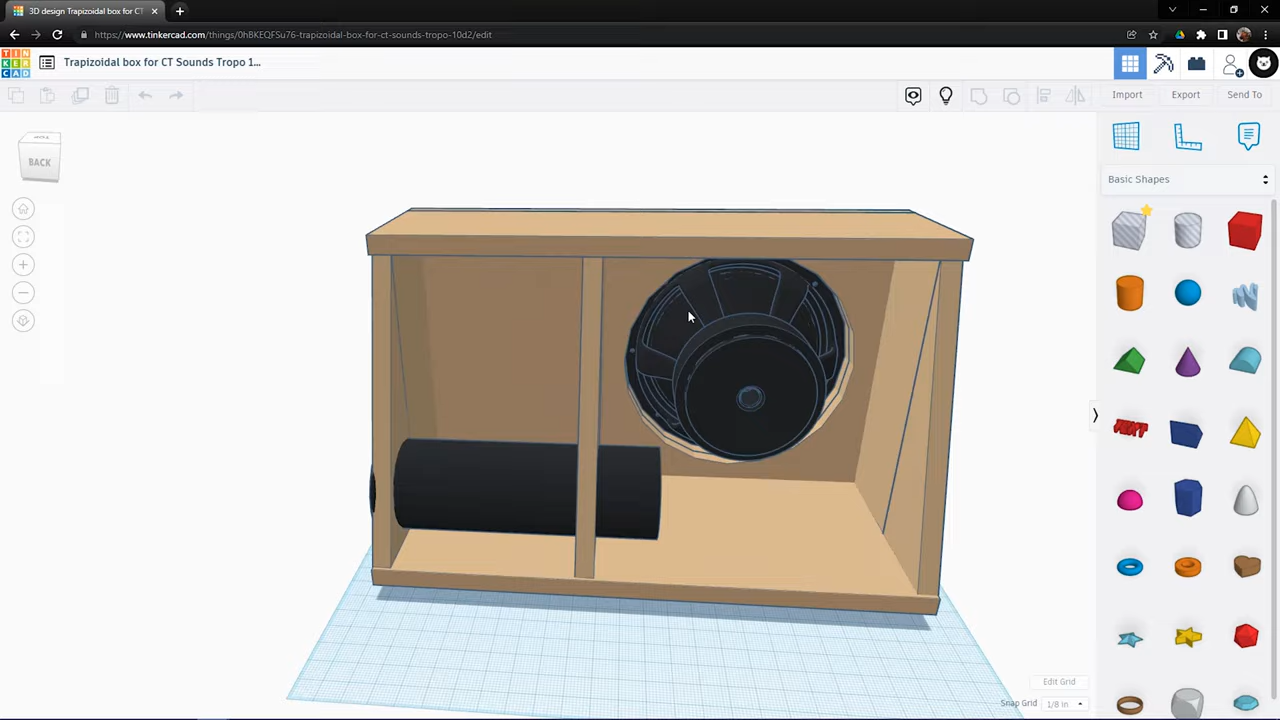 3D design Trapizoidal box for CT
https://www.tinkercad.com/things/0hBKEQFSu76-trapizoidal-box-for-ct-sounds-tropo-10d2/edit
TIN
KER
CAD
Trapizoidal box for CT Sounds Tropo 1...
Import
Export
Send To
TOP
BACK
Basic Shapes
TEXT
Edit Grid
Snap Grid
1/8 in